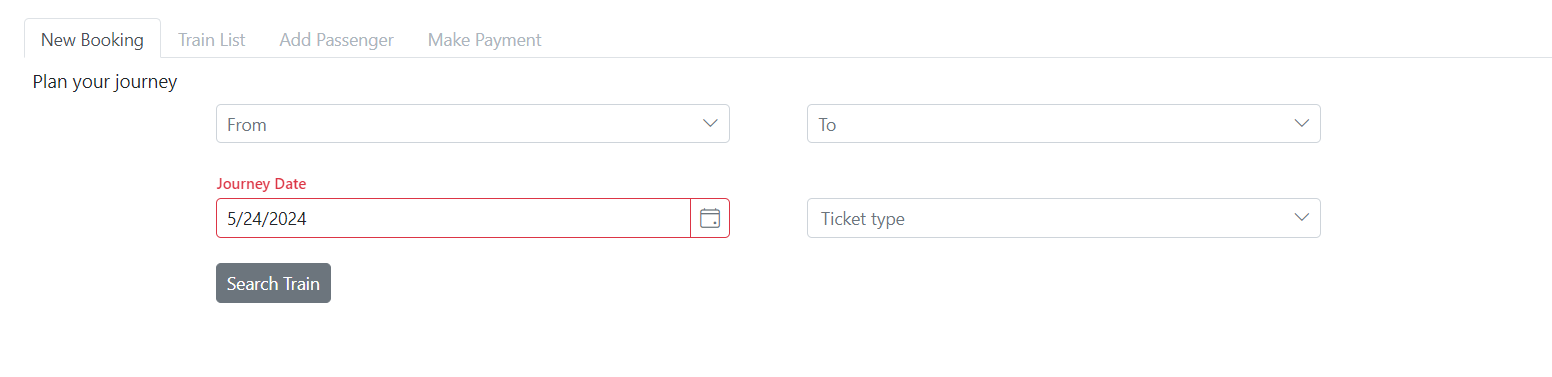 New Booking Train List Add Passenger Make Payment
Plan your journey
From To
Journey Date
5/24/2024 Ticket type
Search Train